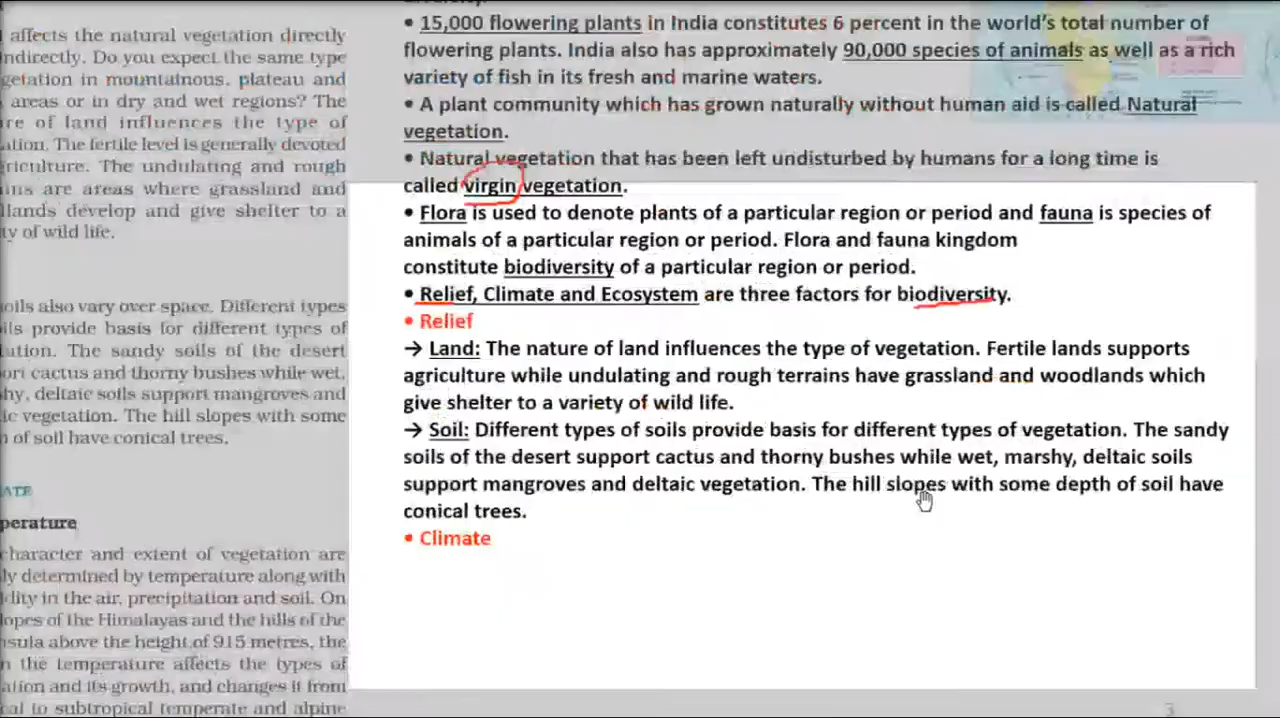 affects the natural vegetation directly
ndirectly. Do you expect the same type
getation in mountainous, plateau and
areas or in dry and wet regions? The
re of land influences the type of
ation. The fertile level is generally devoted
griculture. The undulating and rough
ins are areas where grassland and
lands develop and give shelter to a
ty of wild life.
oils also vary over space. Different types
ils provide basis for different types of
tation. The sandy soils of the desert
ort cactus and thorny bushes while wet,
hy, deltaic soils support mangroves and
ic vegetation. The hill slopes with some
h of soil have conical trees.
ATE
perature
character and extent of vegetation are
ly determined by temperature along with
idity in the air, precipitation and soil. On
lopes of the Himalayas and the hills of the
nsula above the height of 915 metres, the
n the temperature affects the types of
ation and its growth, and changes it from
cal to subtropical temperate and alpine
• 15,000 flowering plants in India constitutes 6 percent in the world's total number of
flowering plants. India also has approximately 90,000 species of animals as well as a rich
variety of fish in its fresh and marine waters.
• A plant community which has grown naturally without human aid is called Natural
vegetation.
• Natural vegetation that has been left undisturbed by humans for a long time is
called virgin vegetation.
• Flora is used to denote plants of a particular region or period and fauna is species of
animals of a particular region or period. Flora and fauna kingdom
constitute biodiversity of a particular region or period.
• Relief, Climate and Ecosystem are three factors for biodiversity.
• Relief
→ Land: The nature of land influences the type of vegetation. Fertile lands supports
agriculture while undulating and rough terrains have grassland and woodlands which
give shelter to a variety of wild life.
→ Soil: Different types of soils provide basis for different types of vegetation. The sandy
soils of the desert support cactus and thorny bushes while wet, marshy, deltaic soils
support mangroves and deltaic vegetation. The hill slopes with some depth of soil have
conical trees.
• Climate
3